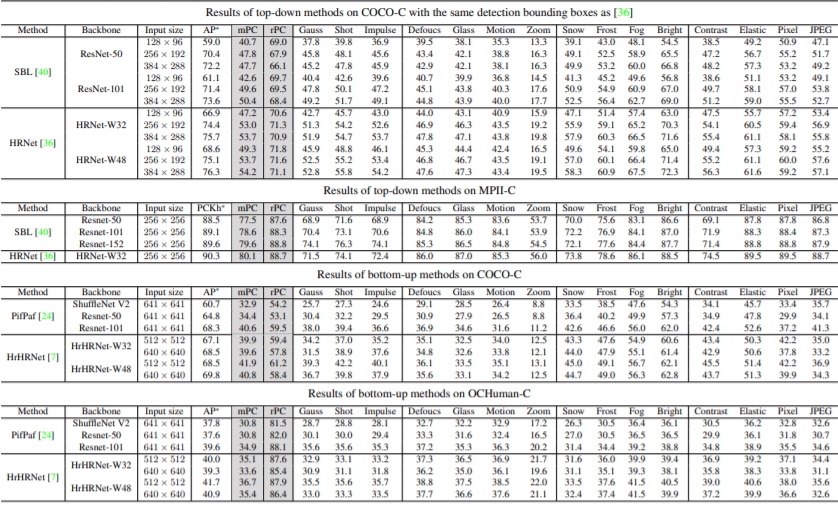 Results of top-down methods on COCO-C with the same detection bounding boxes as [36]
Method Backbone Input size AP* mPC rPC Gauss Shot Impulse Defoucs Glass Motion Zoom Snow Frost Fog Bright Contrast Elastic Pixel JPEG
SBL [40] ResNet-50 128 × 96 59.0 40.7 69.0 37.8 39.8 36.9 39.5 38.1 35.3 13.3 39.1 43.0 48.1 54.5 38.5 49.2 50.9 47.1
256 × 192 70.4 47.8 67.9 45.8 48.1 45.6 43.4 42.1 38.8 16.3 49.1 52.5 58.9 65.5 47.2 56.7 55.2 51.7
384 × 288 72.2 47.7 66.1 45.2 47.8 45.9 42.9 42.1 38.1 16.3 49.9 53.2 60.0 66.8 48.2 57.3 53.2 49.2
ResNet-101 128 × 96 61.1 42.6 69.7 40.4 42.6 39.6 40.7 39.9 36.8 14.5 41.3 45.2 49.6 56.8 38.6 51.1 53.2 49.1
256 × 192 71.4 49.6 69.5 47.8 50.1 47.2 45.1 43.8 40.3 17.6 50.9 54.9 60.9 67.0 49.7 58.1 57.0 53.8
384 × 288 73.6 50.4 68.4 49.2 51.7 49.1 44.8 43.9 40.0 17.7 52.5 56.4 62.7 69.0 51.2 59.0 55.5 52.7
HRNet [36] HRNet-W32 128 × 96 66.9 47.2 70.6 42.7 45.7 43.0 44.0 43.1 40.9 15.9 47.1 51.4 57.4 63.0 47.5 55.7 57.2 53.4
256 × 192 74.4 53.0 71.3 51.3 54.2 52.6 46.9 46.3 43.5 19.2 55.9 59.1 65.2 70.3 54.1 60.5 59.4 56.9
384 × 288 75.7 53.7 70.9 51.9 54.7 53.7 47.8 47.1 43.8 19.8 57.9 60.3 66.5 71.6 55.4 61.1 58.1 55.8
HRNet-W48 128 × 96 68.6 49.3 71.8 45.9 48.8 46.1 45.3 44.4 42.4 16.5 49.6 54.1 59.8 65.0 49.4 57.3 59.2 55.2
256 × 192 75.1 53.7 71.6 52.5 55.2 53.4 46.8 46.7 43.5 19.1 57.0 60.1 66.4 71.4 55.2 61.1 60.0 57.6
384 × 288 76.3 54.2 71.1 52.8 55.8 54.2 47.6 47.3 43.4 19.5 58.3 60.9 67.5 72.3 56.3 61.6 59.2 57.1
Results of top-down methods on MPII-C
Method Backbone Input size PCKh* mPC rPC Gauss Shot Impulse Defoucs Glass Motion Zoom Snow Frost Fog Bright Contrast Elastic Pixel JPEG
SBL [40] Resnet-50 256 × 256 88.5 77.5 87.6 68.9 71.6 68.9 84.2 85.3 83.6 53.7 70.0 75.6 83.1 86.6 69.1 87.8 87.8 86.8
Resnet-101 256 × 256 89.1 78.6 88.3 70.4 73.1 70.6 84.8 86.0 84.1 53.9 72.2 76.9 84.1 87.0 71.9 88.3 88.4 87.3
Resnet-152 256 × 256 89.6 79.6 88.8 74.1 76.3 74.1 85.3 86.5 84.8 54.5 72.1 77.6 84.4 87.7 71.4 88.8 88.8 87.9
HRNet [36] HRNet-W32 256 × 256 90.3 80.1 88.7 71.5 74.1 72.4 86.0 87.0 85.3 56.0 73.8 78.6 86.1 88.5 74.5 89.5 89.5 88.7
Results of bottom-up methods on COCO-C
Method Backbone Input size AP* mPC rPC Gauss Shot Impulse Defoucs Glass Motion Zoom Snow Frost Fog Bright Contrast Elastic Pixel JPEG
PifPaf [24] ShuffleNet V2 641 × 641 60.7 32.9 54.2 25.7 27.3 24.6 29.1 28.5 26.4 8.8 33.5 38.5 47.6 54.3 34.1 45.7 33.4 35.7
Resnet-50 641 × 641 64.8 34.4 53.1 30.4 32.2 29.5 30.9 27.9 26.5 8.8 36.4 40.2 49.9 57.3 34.9 47.8 29.9 34.1
Resnet-101 641 × 641 68.3 40.6 59.5 38.0 39.4 36.6 36.9 34.6 31.6 11.2 42.6 46.6 56.0 62.0 42.4 52.6 37.2 41.3
HrHRNet [7] HrHRNet-W32 512 × 512 67.1 39.9 59.4 34.2 37.0 35.2 35.1 32.5 34.0 12.5 43.3 47.6 54.9 60.6 43.4 50.3 42.2 35.0
640 × 640 68.5 39.6 57.8 31.5 38.9 37.6 34.8 32.6 33.8 12.1 44.0 47.9 55.1 61.4 42.9 50.6 37.8 33.2
HrHRNet-W48 512 × 512 68.5 41.9 61.2 39.3 42.2 40.1 36.1 33.5 35.1 13.1 45.0 49.1 56.7 62.1 45.5 51.4 42.2 36.9
640 × 640 69.8 40.8 58.4 36.7 39.8 37.9 35.6 33.1 34.2 12.5 44.7 49.0 56.3 62.8 43.7 51.3 39.9 34.3
Results of bottom-up methods on OCHuman-C
Method Backbone Input size AP* mPC rPC Gauss Shot Impulse Defoucs Glass Motion Zoom Snow Frost Fog Bright Contrast Elastic Pixel JPEG
PifPaf [24] ShuffleNet V2 641 × 641 37.8 30.8 81.5 28.7 28.8 28.1 32.7 32.2 32.9 17.2 26.3 30.5 36.4 36.1 30.5 36.2 32.8 32.6
Resnet-50 641 × 641 37.6 30.8 82.0 30.1 30.0 29.4 33.3 31.6 32.4 16.5 27.0 30.5 36.5 36.5 29.9 36.1 31.8 30.7
Resnet-101 641 × 641 39.6 34.9 88.1 35.6 35.6 35.3 37.2 35.3 36.3 20.2 31.4 34.4 39.2 38.8 34.8 38.9 35.5 34.6
HrHRNet [7] HrHRNet-W32 512 × 512 40.0 35.1 87.6 32.9 33.1 33.2 37.3 36.5 36.9 21.7 31.6 36.0 39.9 39.4 36.9 39.2 37.1 34.4
640 × 640 39.3 33.6 85.4 30.9 31.1 31.8 36.2 35.0 36.1 19.6 31.1 35.1 39.3 38.1 35.8 38.3 33.8 31.1
HrHRNet-W48 512 × 512 41.7 36.7 87.9 35.5 35.6 35.7 38.8 37.5 38.5 22.0 33.5 37.6 41.5 40.5 39.0 40.6 38.0 35.6
640 × 640 40.9 35.4 86.4 33.0 33.3 33.5 37.7 36.6 37.6 21.1 32.4 37.4 41.5 39.9 37.2 39.9 36.6 32.6